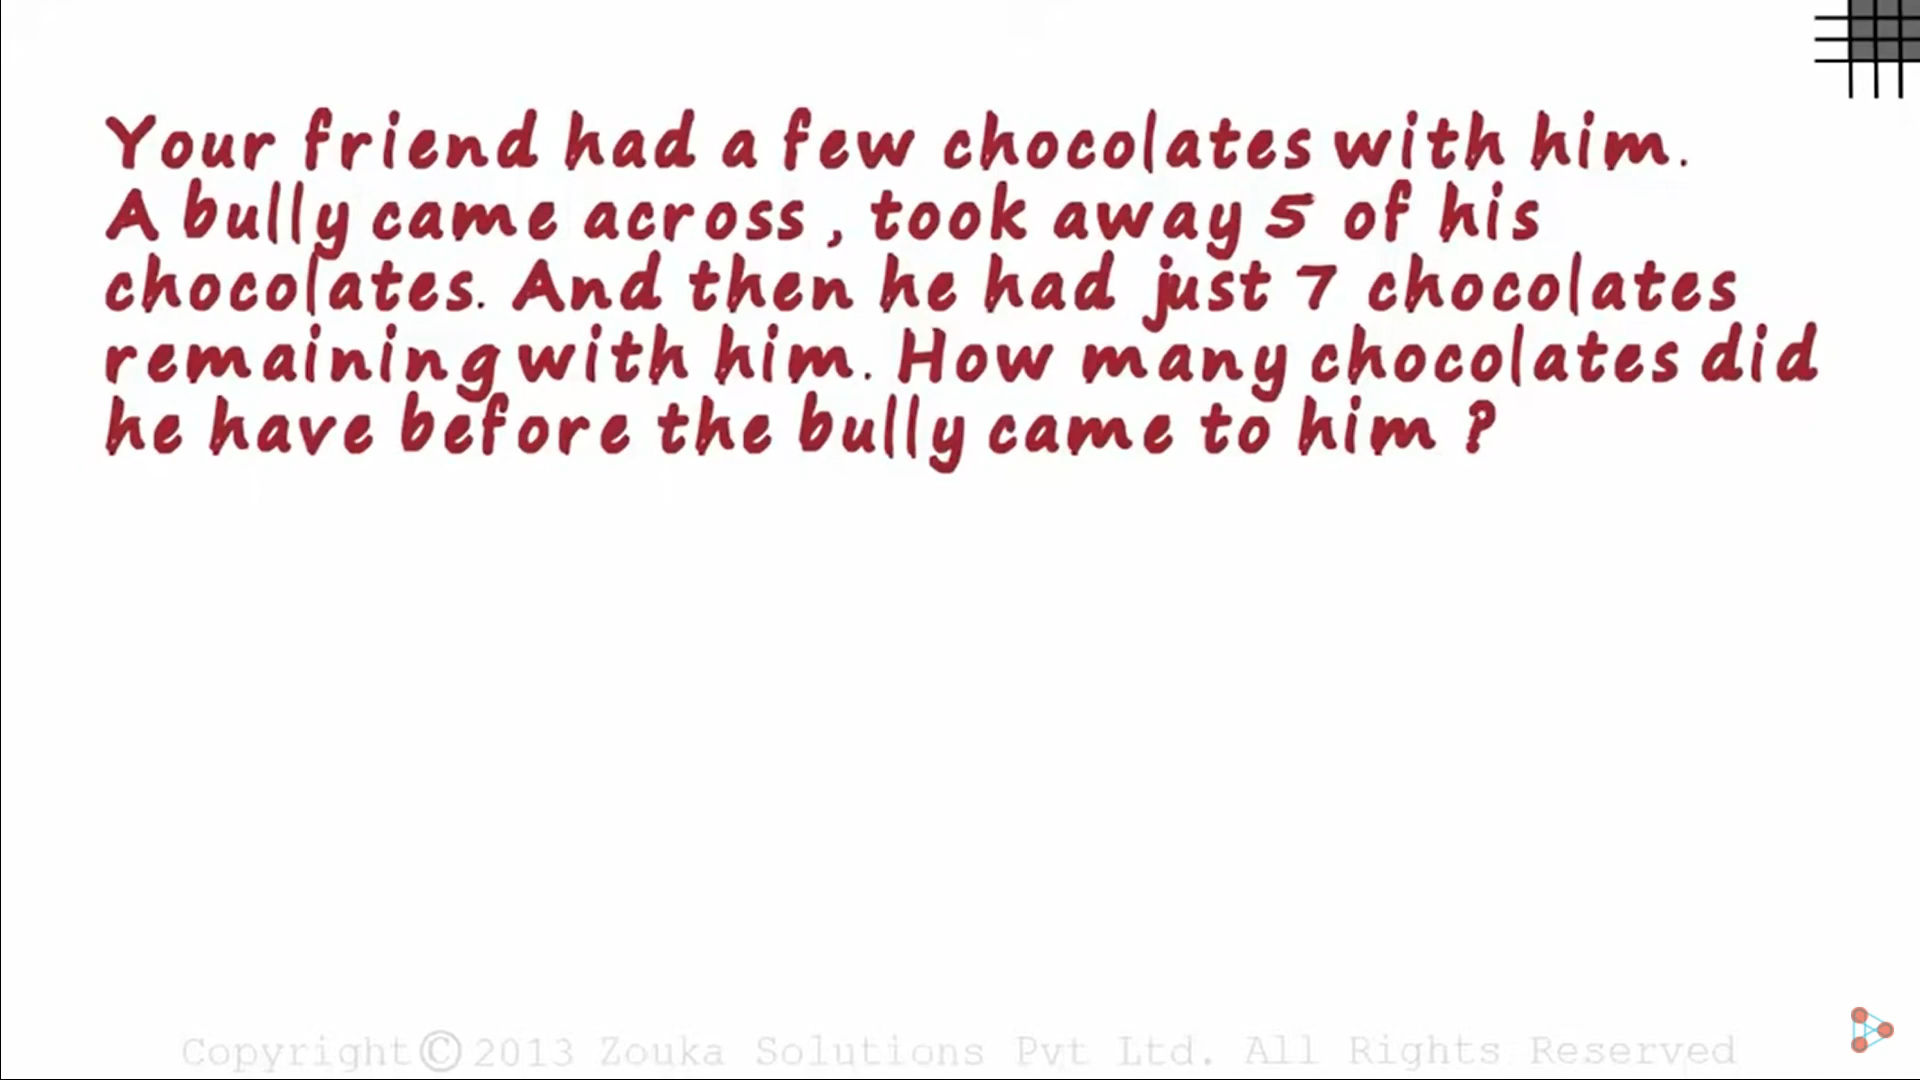 Your friend had a few chocolates with him.
A bully came across , took away 5 of his
chocolates. And then he had just 7 chocolates
remaining with him. How many chocolates did
he have before the bully came to him ?
Copyright©2013 Zouka Solutions Pvt Ltd. All Rights Reserved